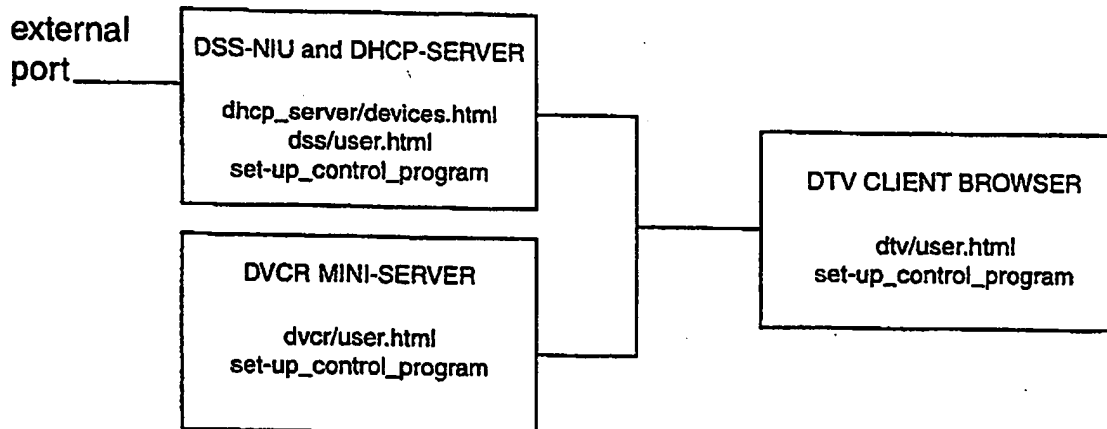 external
port
DSS-NIU and DHCP-SERVER
dhcp_server/devices.html
dss/user.html
set-up_control_program
DVCR MINI-SERVER
dvcr/user.html
set-up_control_program
DTV CLIENT BROWSER
dtv/user.html
set-up_control_program